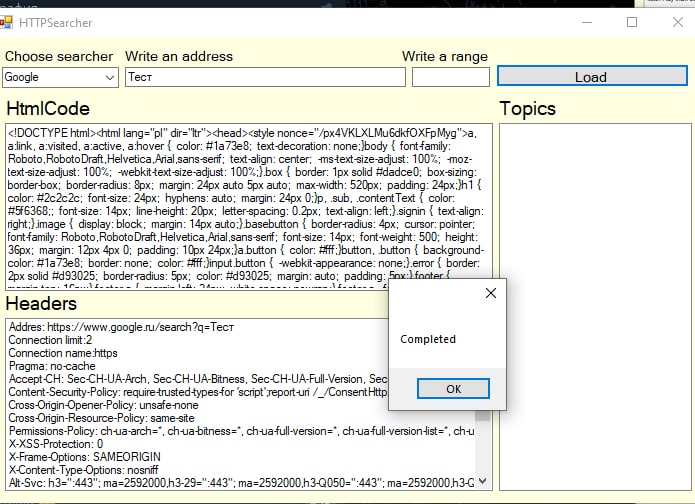 HTTPSearcher
Choose searcher Write an address Write a range
Google Тест Load
HtmlCode Topics
<!DOCTYPE html><html lang="pl" dir="ltr"><head><style nonce="/px4VKLXLMu6dkfOXFpMyg">a,
a:link, a:visited, a:active, a:hover { color: #1a73e8; text-decoration: none;}body { font-family:
Roboto,RobotoDraft,Helvetica,Arial,sans-serif; text-align: center; -ms-text-size-adjust: 100%; -moz-
text-size-adjust: 100%; -webkit-text-size-adjust: 100%;}.box { border: 1px solid #dadce0; box-sizing:
border-box; border-radius: 8px; margin: 24px auto 5px auto; max-width: 520px; padding: 24px;}h1 {
color: #2c2c2c; font-size: 24px; hyphens: auto; margin: 24px 0;}p, .sub, .contentText { color:
#5f6368;; font-size: 14px; line-height: 20px; letter-spacing: 0.2px; text-align: left;}.signin { text-align:
right;}.image { display: block; margin: 14px auto;}.basebutton { border-radius: 4px; cursor: pointer;
font-family: Roboto,RobotoDraft,Helvetica,Arial,sans-serif; font-size: 14px; font-weight: 500; height:
36px; margin: 12px 4px 0; padding: 10px 24px;}a.button { color: #fff;}button, .button { background-
color: #1a73e8; border: none; color: #fff;}input.button { -webkit-appearance: none;}.error { border:
2px solid #d93025; border-radius: 5px; color: #d93025; margin: auto; padding: 5px;}.footer {
Headers
Addres: https://www.google.ru/search?q=Тест
Connection limit:2
Connection name:https
Pragma: no-cache
Accept-CH: Sec-CH-UA-Arch, Sec-CH-UA-Bitness, Sec-CH-UA-Full-Version, Sec
Content-Security-Policy: require-trusted-types-for 'script';report-uri /_/ConsentHttp
Cross-Origin-Opener-Policy: unsafe-none
Cross-Origin-Resource-Policy: same-site
Permissions-Policy: ch-ua-arch=*, ch-ua-bitness=*, ch-ua-full-version=*, ch-ua-full-version-list=*, ch-u
X-XSS-Protection: 0
X-Frame-Options: SAMEORIGIN
X-Content-Type-Options: nosniff
Alt-Svc: h3=":443"; ma=2592000,h3-29=":443"; ma=2592000,h3-Q050=":443"; ma=2592000,h3-Q
Completed
OK